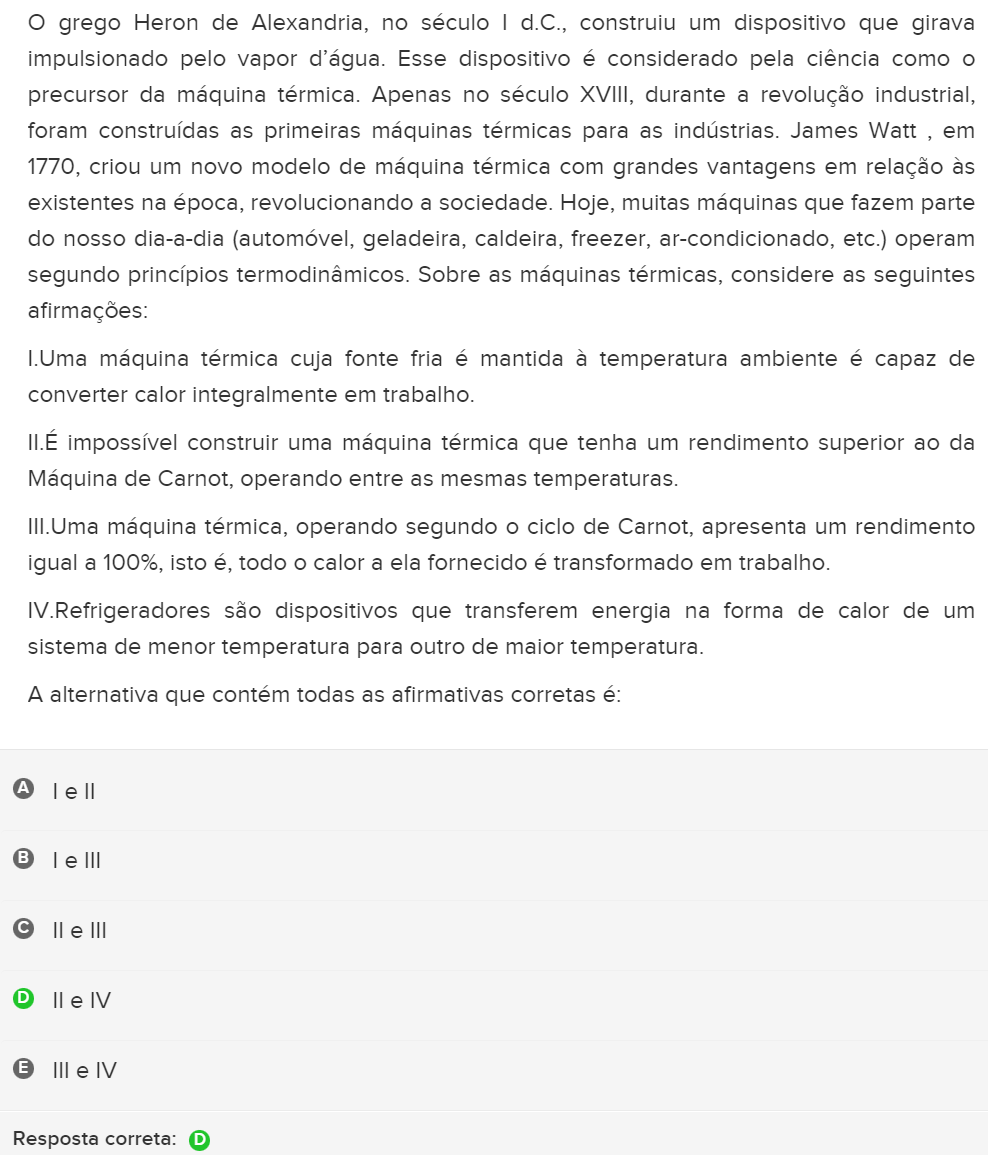 O grego Heron de Alexandria, no século I d.C., construiu um dispositivo que girava
impulsionado pelo vapor d’água. Esse dispositivo é considerado pela ciência como o
precursor da máquina térmica. Apenas no século XVIII, durante a revolução industrial,
foram construídas as primeiras máquinas térmicas para as indústrias. James Watt , em
1770, criou um novo modelo de máquina térmica com grandes vantagens em relação às
existentes na época, revolucionando a sociedade. Hoje, muitas máquinas que fazem parte
do nosso dia-a-dia (automóvel, geladeira, caldeira, freezer, ar-condicionado, etc.) operam
segundo princípios termodinâmicos. Sobre as máquinas térmicas, considere as seguintes
afirmações:
I.Uma máquina térmica cuja fonte fria é mantida à temperatura ambiente é capaz de
converter calor integralmente em trabalho.
II.É impossível construir uma máquina térmica que tenha um rendimento superior ao da
Máquina de Carnot, operando entre as mesmas temperaturas.
III.Uma máquina térmica, operando segundo o ciclo de Carnot, apresenta um rendimento
igual a 100%, isto é, todo o calor a ela fornecido é transformado em trabalho.
IV.Refrigeradores são dispositivos que transferem energia na forma de calor de um
sistema de menor temperatura para outro de maior temperatura.
A alternativa que contém todas as afirmativas corretas é:
A I e II
B I e III
C II e III
D II e IV
E III e IV
Resposta correta: D